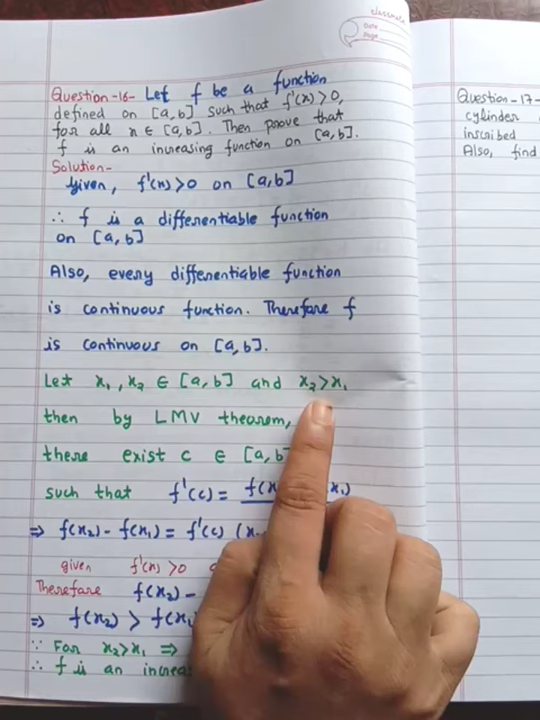 classmate
Date
Page
Question-16- Let f be a function
defined on [a,b] such that f'(x)>0,
for all x ∈ [a,b]. Then prove that
f is an increasing function on [a,b].
Solution-
Given, f'(x)>0 on [a,b]
∴ f is a differentiable function
on [a,b]
Also, every differentiable function
is continuous function. Therefore f
is continuous on [a,b].
Let x₁,x₂ ∈ [a,b] and x₂>x₁
then by LMV theorem,
there exist c ∈ [a,b]
such that f'(c) = f(x
x₁)
⇒ f(x₂) - f(x₁) = f'(c) (x
given f'(x) >0
Therefore f(x₂) -
⇒ f(x₂) > f(x₁
∵ For x₂>x₁ ⇒
∴ f is an increa
Question-17-
cylinder
inscribed
Also, find